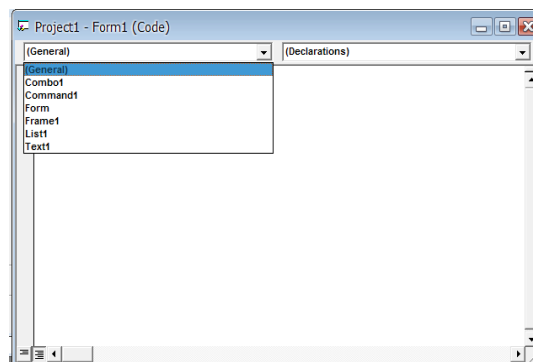 Project1 - Form1 (Code)
(General) (Declarations)
(General)
Combo1
Command1
Form
Frame1
List1
Text1